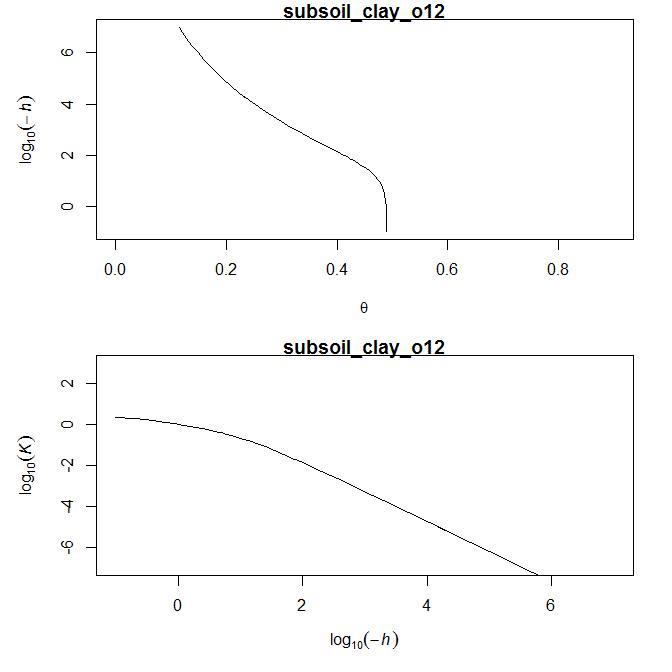 subsoil_clay_o12
6
4
2
0
log₁₀(− h)
0.0 0.2 0.4 0.6 0.8
θ
subsoil_clay_o12
2
0
-2
-4
-6
log₁₀(K)
0 2 4 6
log₁₀(−h)